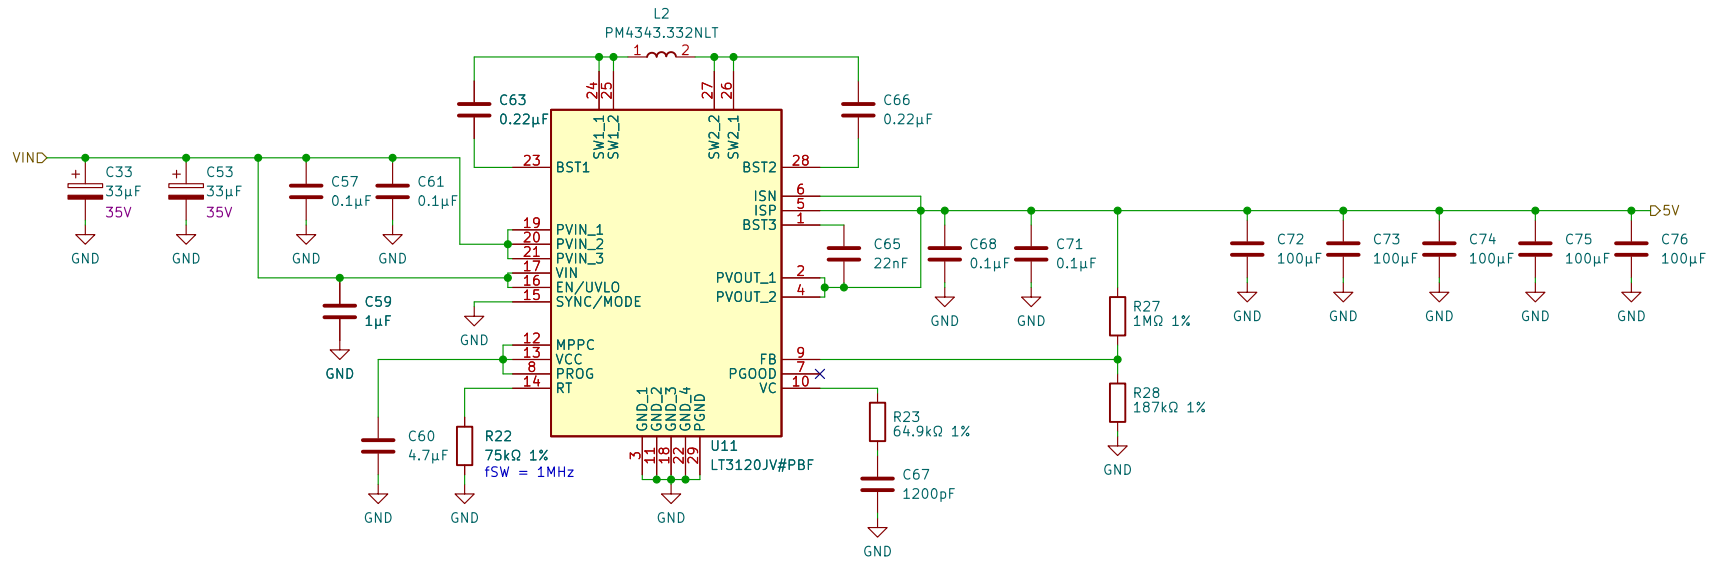 L2
PM4343.332NLT
1
2
24
25
27
26
C63
0.22µF
C66
0.22µF
SW1_1
SW1_2
SW2_2
SW2_1
VIN
C33
33µF
35V
GND
C53
33µF
35V
GND
C57
0.1µF
GND
C61
0.1µF
GND
23
BST1
19
PVIN_1
20
PVIN_2
21
PVIN_3
17
VIN
16
EN/UVLO
15
SYNC/MODE
GND
C59
1µF
GND
12
MPPC
13
VCC
8
PROG
14
RT
C60
4.7µF
GND
R22
75kΩ 1%
fSW = 1MHz
GND
GND_1
GND_2
GND_3
GND_4
PGND
3
11
18
22
29
GND
U11
LT3120JV#PBF
BST2
28
ISN
6
ISP
5
BST3
1
PVOUT_1
2
PVOUT_2
4
FB
9
PGOOD
7
VC
10
C65
22nF
C68
0.1µF
GND
C71
0.1µF
GND
R27
1MΩ 1%
R28
187kΩ 1%
GND
R23
64.9kΩ 1%
C67
1200pF
GND
C72
100µF
GND
C73
100µF
GND
C74
100µF
GND
C75
100µF
GND
C76
100µF
GND
5V